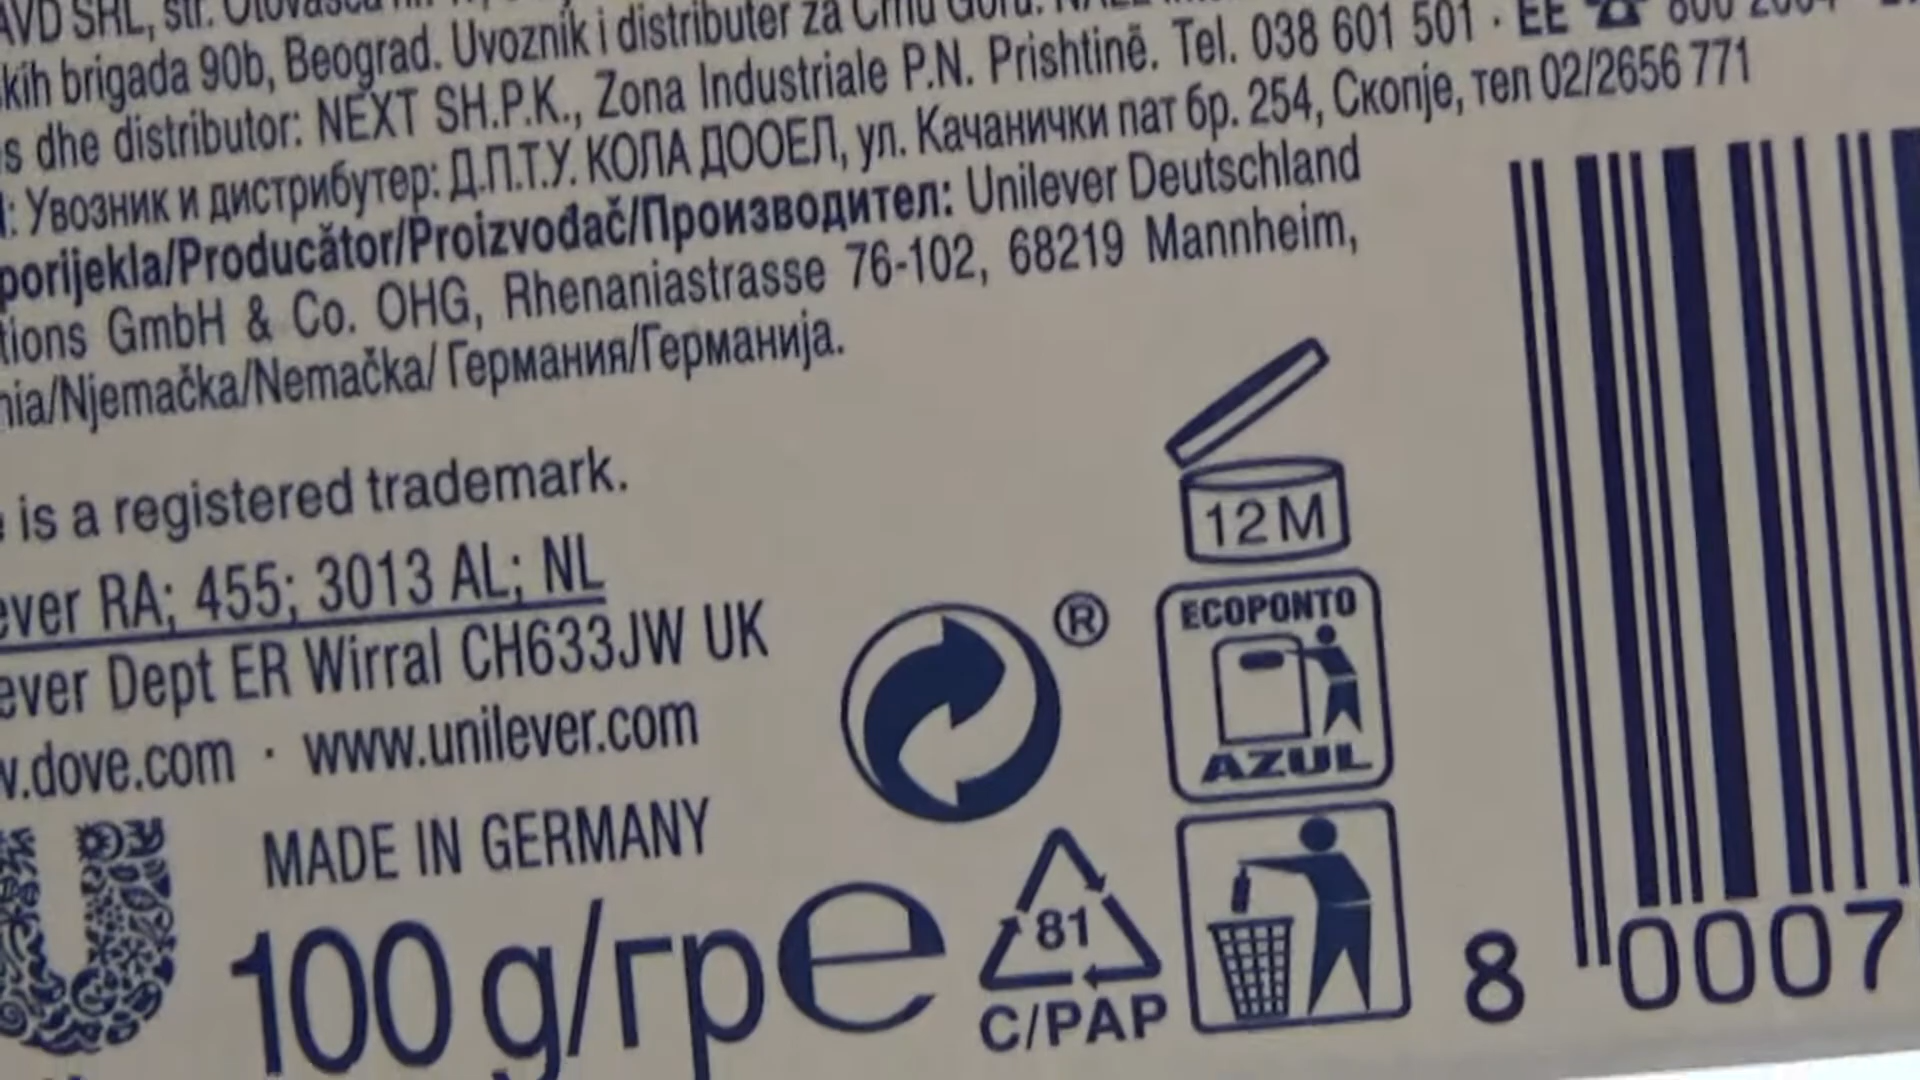 AVD SRL, str.
kih brigada 90b, Beograd. Uvoznik i distributer za Crnu Goru:
s dhe distributor: NEXT SH.P.K., Zona Industriale P.N. Prishtinë. Tel. 038 601 501 · EE ☎ 800
: Увозник и дистрибутер: Д.П.Т.У. КОЛА ДООЕЛ, ул. Качанички пат бр. 254, Скопје, тел 02/2656 771
porijekla/Producător/Proizvođač/Производител: Unilever Deutschland
tions GmbH & Co. OHG, Rhenaniastrasse 76-102, 68219 Mannheim,
nia/Njemačka/Nemačka/ Германия/Германија.
is a registered trademark.
ever RA; 455; 3013 AL; NL
ever Dept ER Wirral CH633JW UK
w.dove.com · www.unilever.com
MADE IN GERMANY
100 g/гр e
12 M
®
ECOPONTO
AZUL
81
C/PAP
8 0007